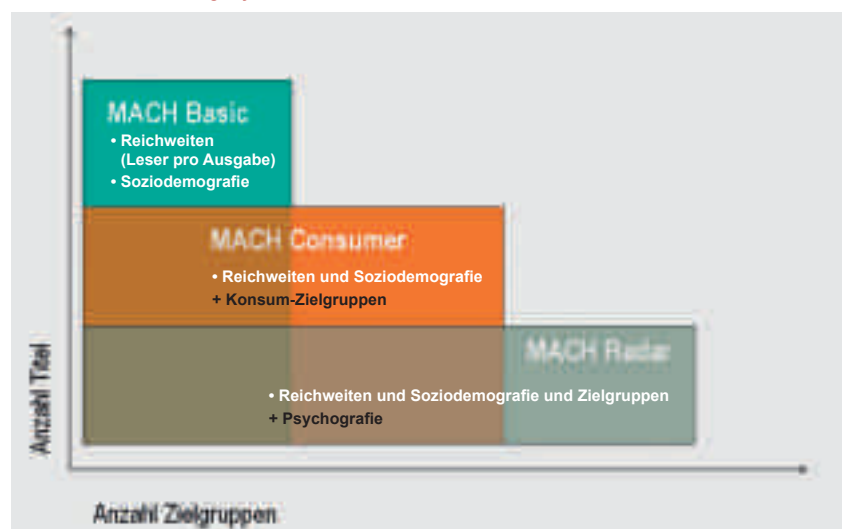 MACH Basic
• Reichweiten
(Leser pro Ausgabe)
• Soziodemografie
MACH Consumer
• Reichweiten und Soziodemografie
+ Konsum-Zielgruppen
MACH Radar
• Reichweiten und Soziodemografie und Zielgruppen
+ Psychografie
Anzahl Titel
Anzahl Zielgruppen